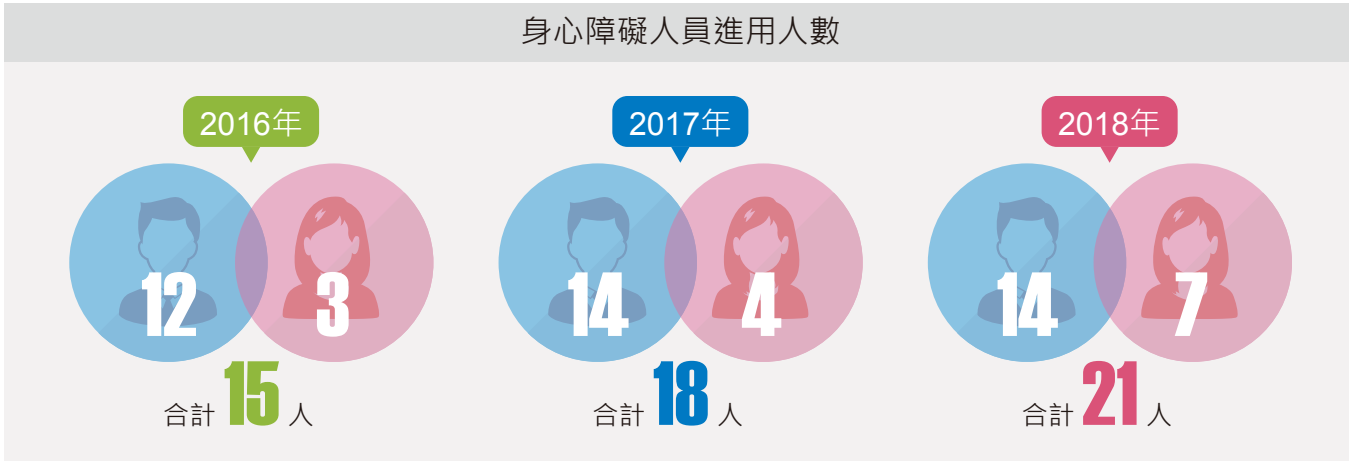 身心障礙人員進用人數
2016年
12
3
合計 15 人
2017年
14
4
合計 18 人
2018年
14
7
合計 21 人